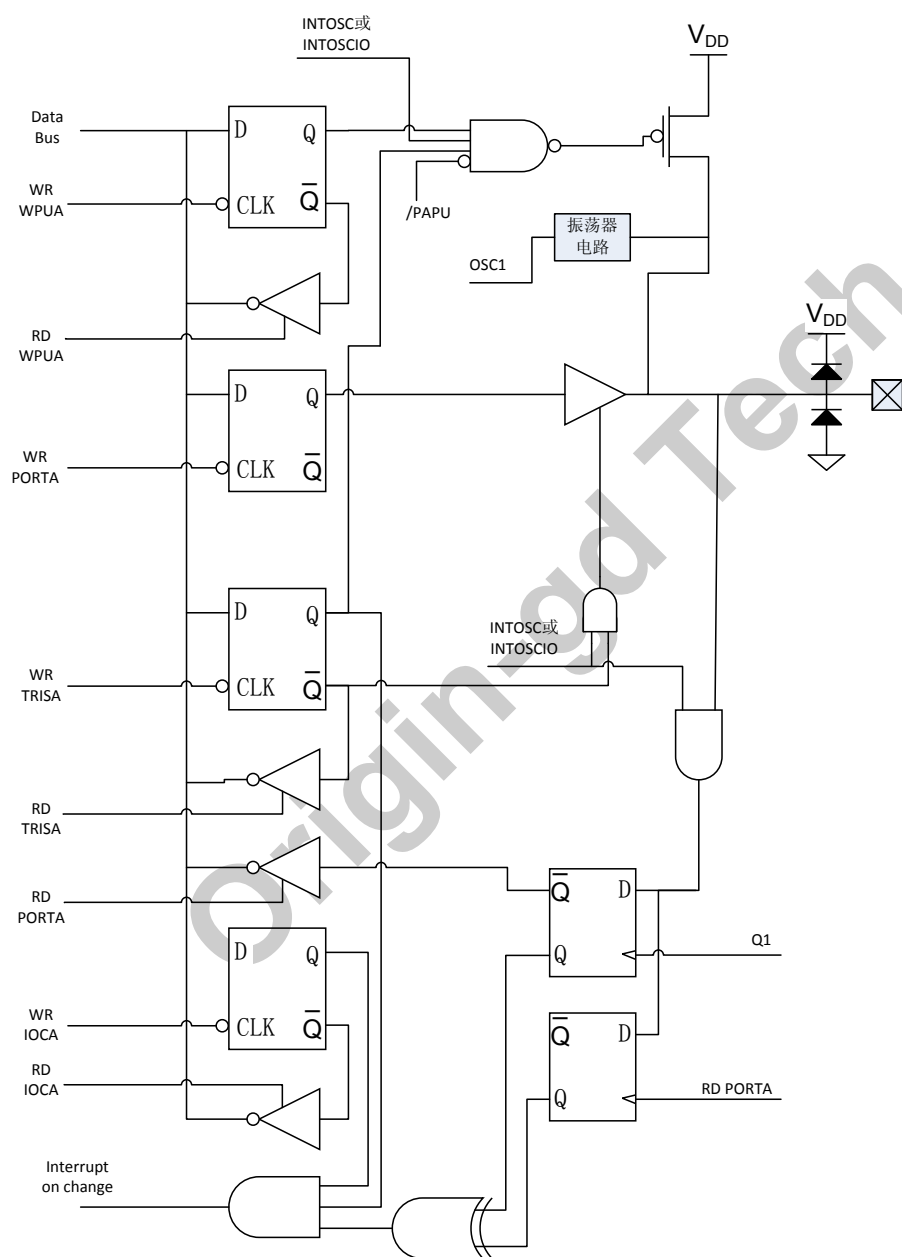 INTOSC或
INTOSCIO
VDD
Data
Bus
D
Q
WR
WPUA
CLK
Q̅
/PAPU
振荡器
电路
OSC1
RD
WPUA
VDD
D
Q
WR
PORTA
CLK
Q̅
D
Q
INTOSC或
INTOSCIO
WR
TRISA
CLK
Q̅
RD
TRISA
RD
PORTA
Q̅
D
Q
Q1
D
Q
WR
IOCA
CLK
Q̅
Q̅
D
RD
IOCA
Q
RD PORTA
Interrupt
on change
Origin-gd Tech